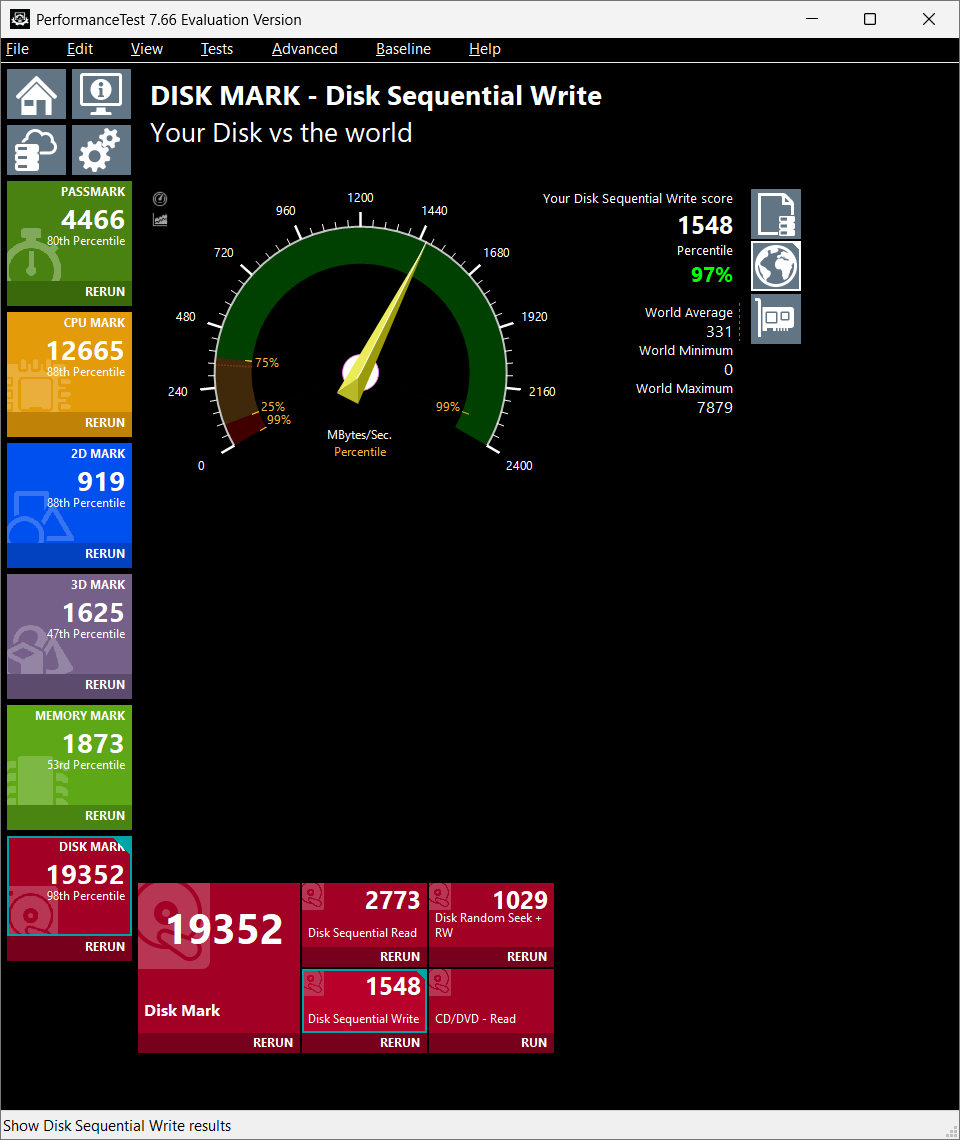 PerformanceTest 7.66 Evaluation Version
File Edit View Tests Advanced Baseline Help
DISK MARK - Disk Sequential Write
Your Disk vs the world
PASSMARK
4466
80th Percentile
RERUN
CPU MARK
12665
88th Percentile
RERUN
2D MARK
919
88th Percentile
RERUN
3D MARK
1625
47th Percentile
RERUN
MEMORY MARK
1873
53rd Percentile
RERUN
DISK MARK
19352
98th Percentile
RERUN
0
240
480
720
960
1200
1440
1680
1920
2160
2400
75%
25%
99%
99%
MBytes/Sec.
Percentile
Your Disk Sequential Write score
1548
Percentile
97%
World Average
331
World Minimum
0
World Maximum
7879
19352
Disk Mark
RERUN
2773
Disk Sequential Read
RERUN
1029
Disk Random Seek +
RW
RERUN
1548
Disk Sequential Write
RERUN
CD/DVD - Read
RUN
Show Disk Sequential Write results